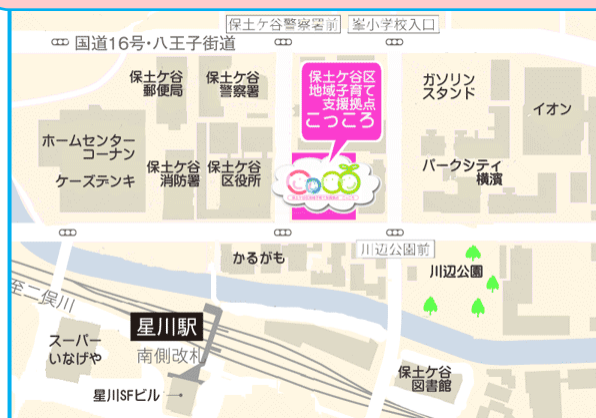 保土ケ谷警察署前
峯小学校入口
国道16号・八王子街道
保土ケ谷
郵便局
保土ケ谷
警察署
保土ケ谷区
地域子育て
支援拠点
こっころ
ガソリン
スタンド
イオン
ホームセンター
コーナン
ケーズデンキ
保土ケ谷
消防署
保土ケ谷
区役所
パークシティ
横濱
かるがも
川辺公園前
川辺公園
至二俣川
星川駅
南側改札
スーパー
いなげや
星川SFビル
保土ケ谷
図書館